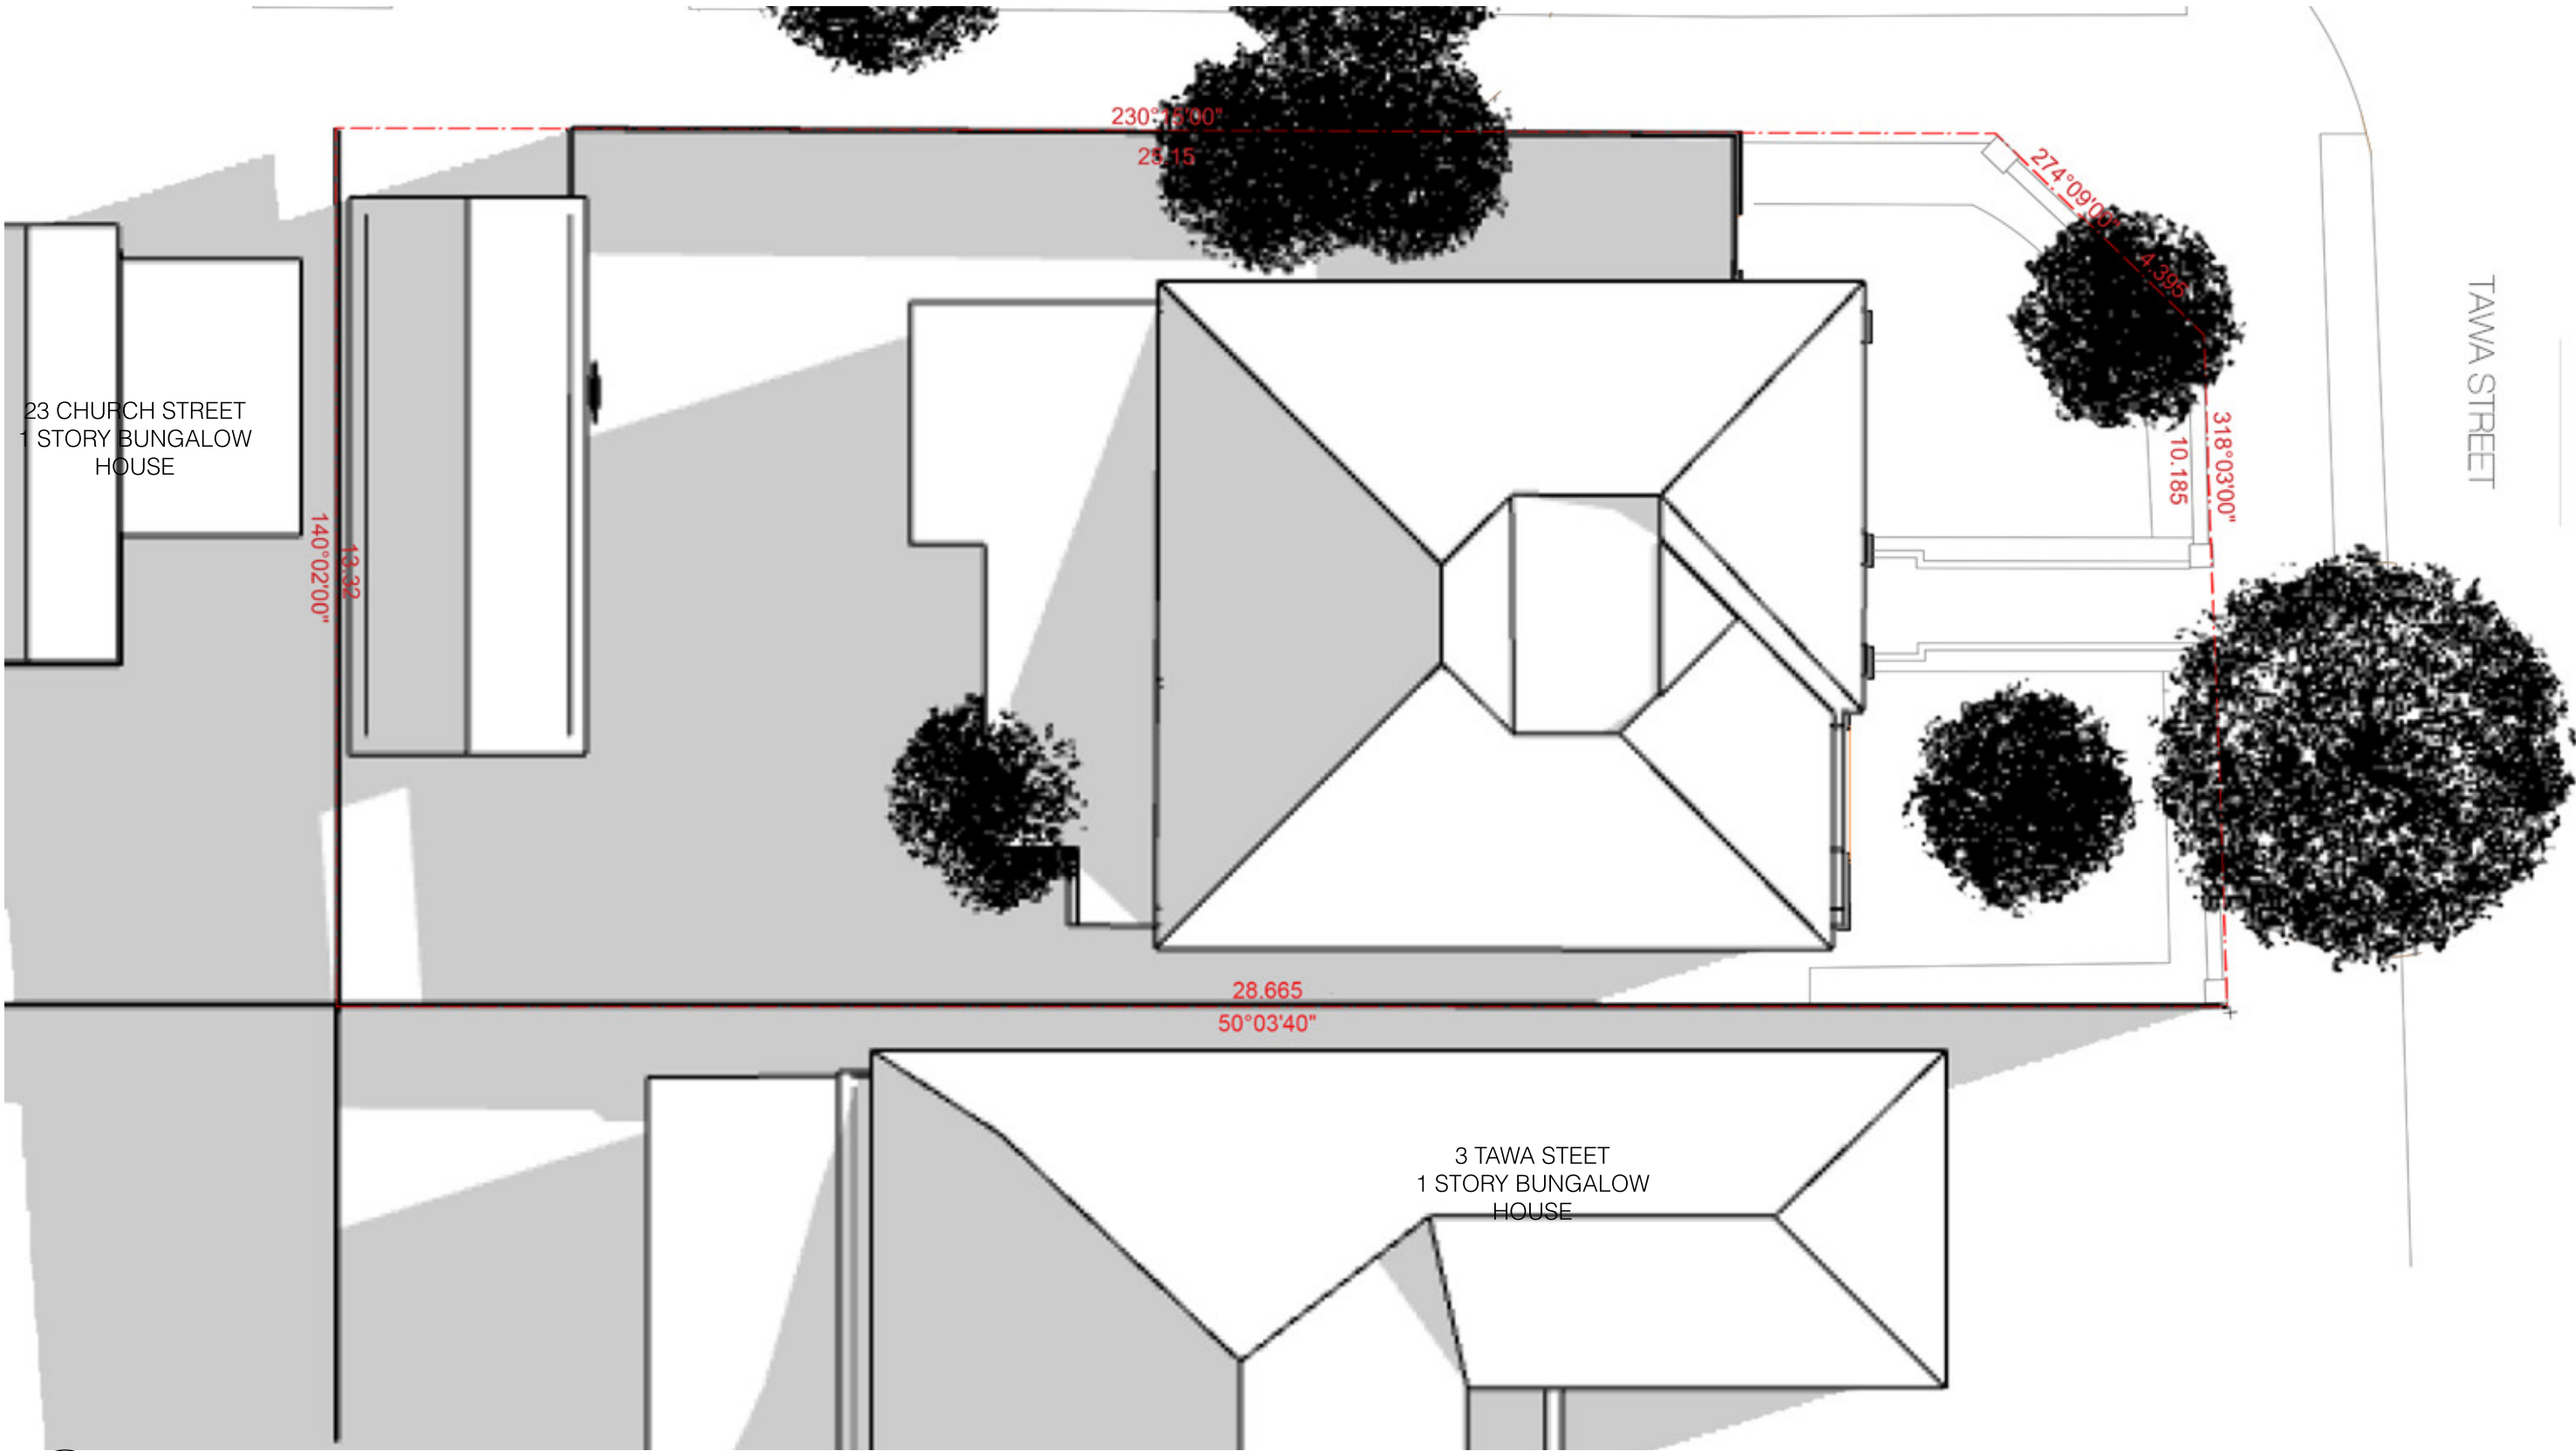 230°15'00"
25.15
274°09'00"
4.395
318°03'00"
10.185
TAWA STREET
23 CHURCH STREET
1 STORY BUNGALOW
HOUSE
13.32
140°02'00"
28.665
50°03'40"
3 TAWA STEET
1 STORY BUNGALOW
HOUSE